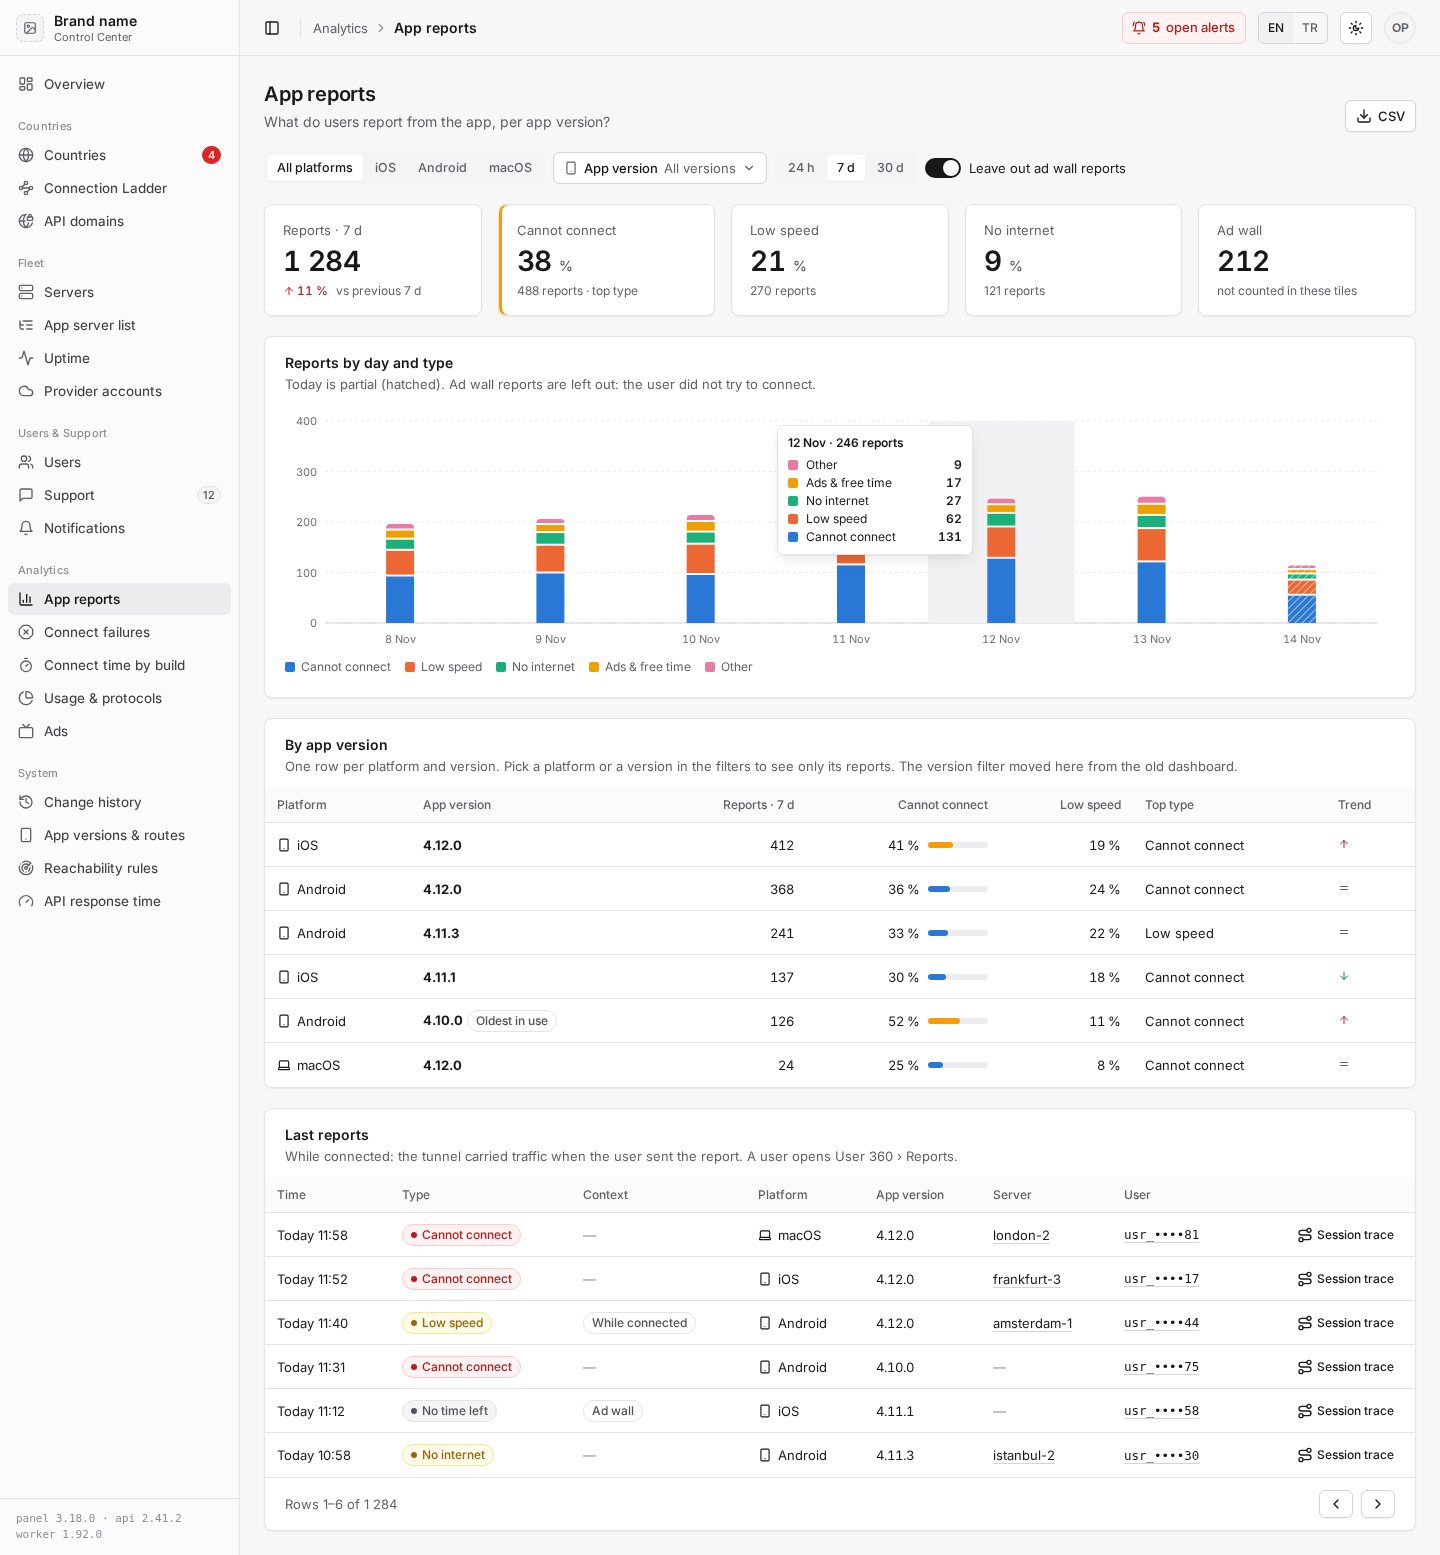 Brand name
Control Center
Analytics > App reports
5 open alerts
EN TR
OP
Overview
Countries
Countries 4
Connection Ladder
API domains
Fleet
Servers
App server list
Uptime
Provider accounts
Users & Support
Users
Support 12
Notifications
Analytics
App reports
Connect failures
Connect time by build
Usage & protocols
Ads
System
Change history
App versions & routes
Reachability rules
API response time
panel 3.18.0 · api 2.41.2
worker 1.92.0
App reports
What do users report from the app, per app version?
CSV
All platforms iOS Android macOS App version All versions 24 h 7 d 30 d Leave out ad wall reports
Reports · 7 d
1 284
↑ 11 % vs previous 7 d
Cannot connect
38 %
488 reports · top type
Low speed
21 %
270 reports
No internet
9 %
121 reports
Ad wall
212
not counted in these tiles
Reports by day and type
Today is partial (hatched). Ad wall reports are left out: the user did not try to connect.
400
300
200
100
0
12 Nov · 246 reports
Other 9
Ads & free time 17
No internet 27
Low speed 62
Cannot connect 131
8 Nov 9 Nov 10 Nov 11 Nov 12 Nov 13 Nov 14 Nov
Cannot connect Low speed No internet Ads & free time Other
By app version
One row per platform and version. Pick a platform or a version in the filters to see only its reports. The version filter moved here from the old dashboard.
Platform App version Reports · 7 d Cannot connect Low speed Top type Trend
iOS 4.12.0 412 41 % 19 % Cannot connect ↑
Android 4.12.0 368 36 % 24 % Cannot connect =
Android 4.11.3 241 33 % 22 % Low speed =
iOS 4.11.1 137 30 % 18 % Cannot connect ↓
Android 4.10.0 Oldest in use 126 52 % 11 % Cannot connect ↑
macOS 4.12.0 24 25 % 8 % Cannot connect =
Last reports
While connected: the tunnel carried traffic when the user sent the report. A user opens User 360 › Reports.
Time Type Context Platform App version Server User
Today 11:58 Cannot connect — macOS 4.12.0 london-2 usr_••••81 Session trace
Today 11:52 Cannot connect — iOS 4.12.0 frankfurt-3 usr_••••17 Session trace
Today 11:40 Low speed While connected Android 4.12.0 amsterdam-1 usr_••••44 Session trace
Today 11:31 Cannot connect — Android 4.10.0 — usr_••••75 Session trace
Today 11:12 No time left Ad wall iOS 4.11.1 — usr_••••58 Session trace
Today 10:58 No internet — Android 4.11.3 istanbul-2 usr_••••30 Session trace
Rows 1–6 of 1 284